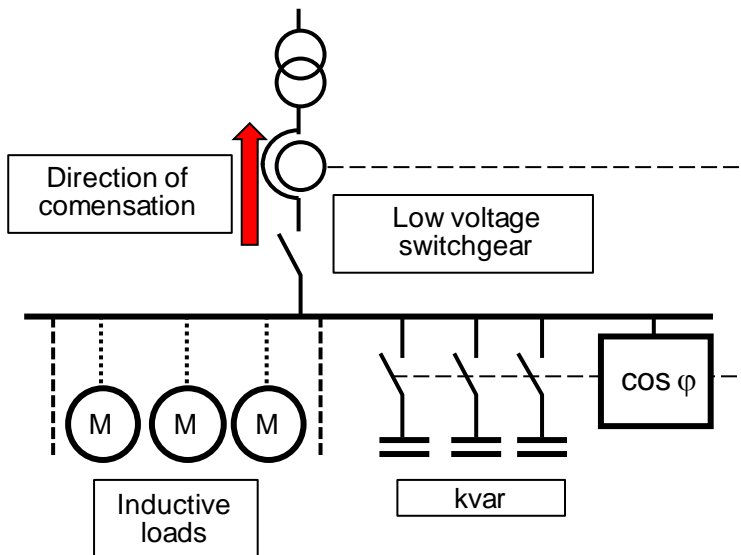 Direction of
comensation
Low voltage
switchgear
M
M
M
cos φ
Inductive
loads
kvar